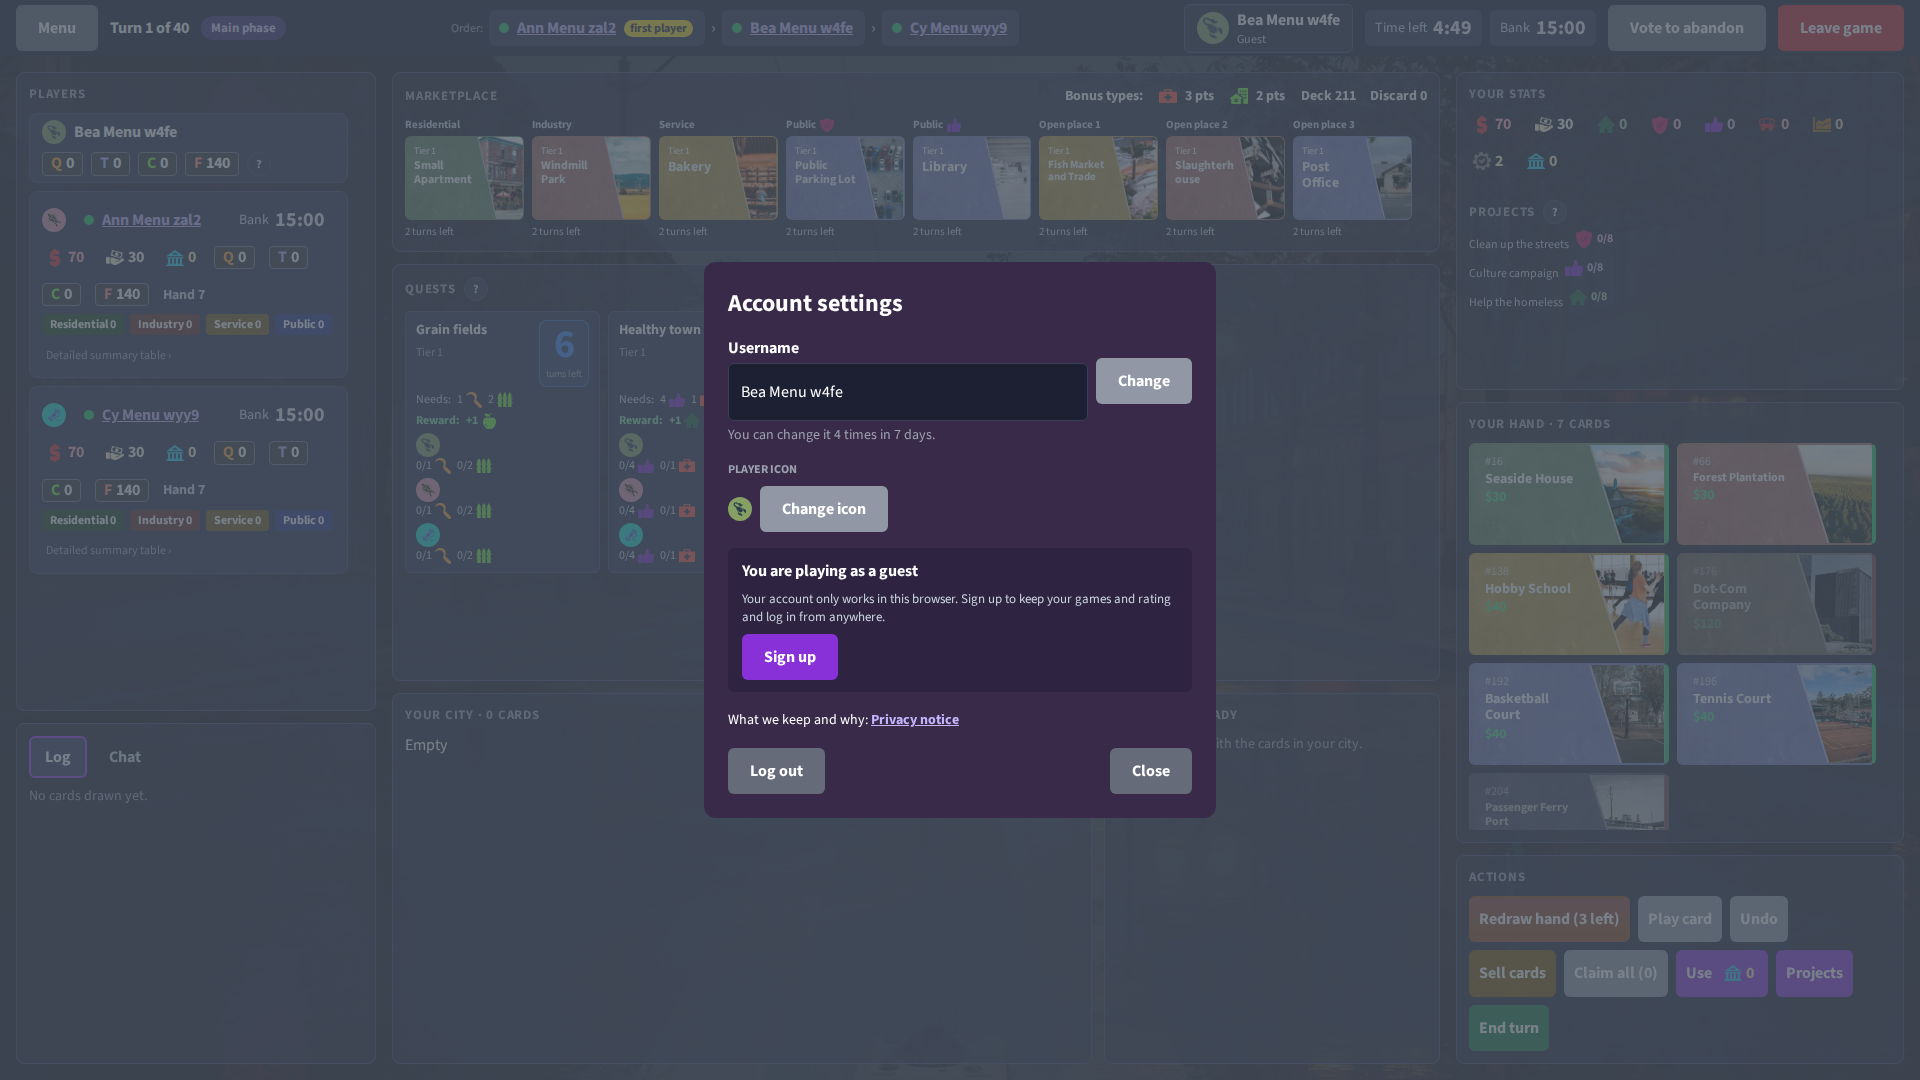 Menu
Turn 1 of 40
Main phase
Order:
Ann Menu zal2 first player › Bea Menu w4fe › Cy Menu wyy9
Bea Menu w4fe
Guest
Time left 4:49
Bank 15:00
Vote to abandon
Leave game
PLAYERS
Bea Menu w4fe
Q 0 T 0 C 0 F 140 ?
Ann Menu zal2 Bank 15:00
70 30 0 Q 0 T 0
C 0 F 140 Hand 7
Residential 0 Industry 0 Service 0 Public 0
Detailed summary table ›
Cy Menu wyy9 Bank 15:00
70 30 0 Q 0 T 0
C 0 F 140 Hand 7
Residential 0 Industry 0 Service 0 Public 0
Detailed summary table ›
Log Chat
No cards drawn yet.
MARKETPLACE
Bonus types: 3 pts 2 pts Deck 211 Discard 0
Residential
Tier 1
Small
Apartment
2 turns left
Industry
Tier 1
Windmill
Park
2 turns left
Service
Tier 1
Bakery
2 turns left
Public
Tier 1
Public
Parking Lot
2 turns left
Public
Tier 1
Library
2 turns left
Open place 1
Tier 1
Fish Market
and Trade
2 turns left
Open place 2
Tier 1
Slaughterh
ouse
2 turns left
Open place 3
Tier 1
Post
Office
2 turns left
QUESTS ?
Grain fields
Tier 1
6
turns left
Needs: 1 2
Reward: +1
0/1 0/2
0/1 0/2
0/1 0/2
Healthy town
Tier 1
Needs: 4 1
Reward: +1
0/4 0/1
0/4 0/1
0/4 0/1
YOUR CITY · 0 CARDS
Empty
ADY
ith the cards in your city.
Account settings
Username
Bea Menu w4fe
Change
You can change it 4 times in 7 days.
PLAYER ICON
Change icon
You are playing as a guest
Your account only works in this browser. Sign up to keep your games and rating
and log in from anywhere.
Sign up
What we keep and why: Privacy notice
Log out
Close
YOUR STATS
70 30 0 0 0 0 0
2 0
PROJECTS ?
Clean up the streets 0/8
Culture campaign 0/8
Help the homeless 0/8
YOUR HAND · 7 CARDS
#16
Seaside House
$30
#66
Forest Plantation
$30
#138
Hobby School
$60
#176
Dot-Com
Company
$120
#192
Basketball
Court
$40
#196
Tennis Court
$40
#204
Passenger Ferry
Port
ACTIONS
Redraw hand (3 left) Play card Undo
Sell cards Claim all (0) Use 0 Projects
End turn